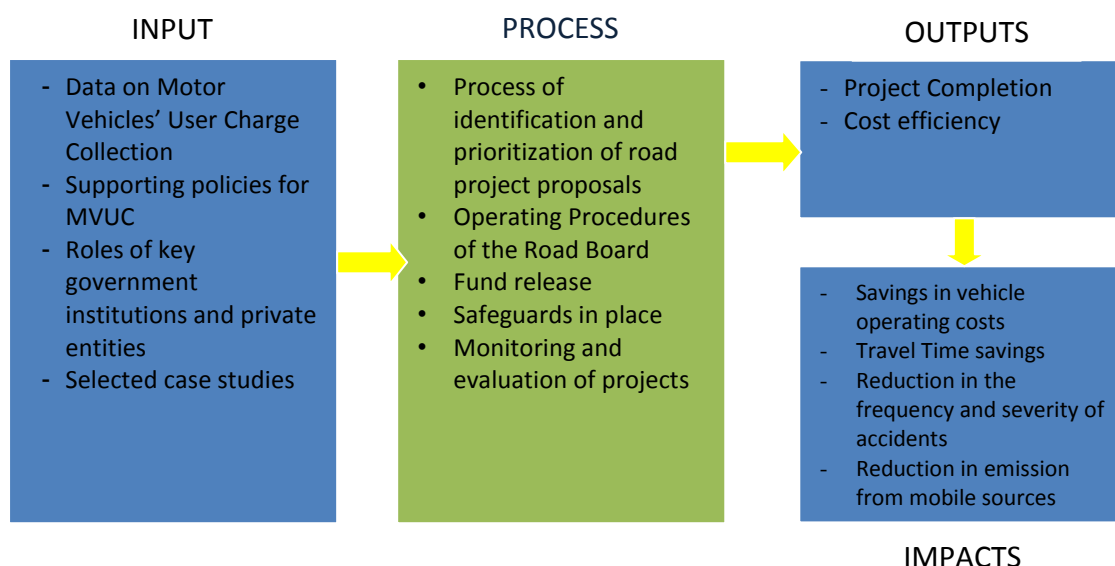 INPUT
- Data on Motor
Vehicles’ User Charge
Collection
- Supporting policies for
MVUC
- Roles of key
government
institutions and private
entities
- Selected case studies
PROCESS
• Process of
identification and
prioritization of road
project proposals
• Operating Procedures
of the Road Board
• Fund release
• Safeguards in place
• Monitoring and
evaluation of projects
OUTPUTS
- Project Completion
- Cost efficiency
- Savings in vehicle
operating costs
- Travel Time savings
- Reduction in the
frequency and severity of
accidents
- Reduction in emission
from mobile sources
IMPACTS